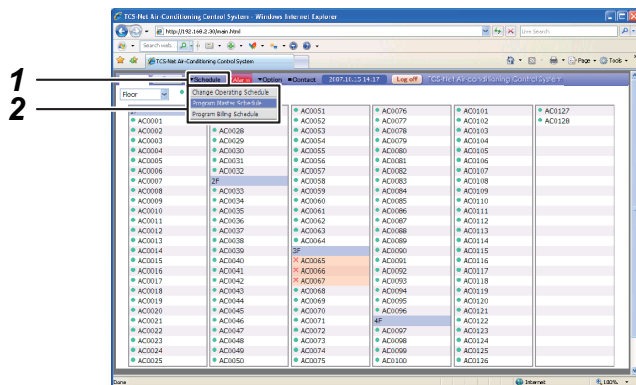 TCS-Net Air Conditioning Control System - Windows Internet Explorer
http://192.168.2.30/main.html
Live Search
Search web...
TCS-Net Air-Conditioning Control System
Page
Tools
1
2
▼Schedule
Alarm
▼Option
■Contact
2007.11.15 14:17
Log off
TCS-Net Air-conditioning Control System
Floor
Change Operating Schedule
Program Master Schedule
Program Billing Schedule
AC0001
AC0002
AC0003
AC0004
AC0005
AC0006
AC0007
AC0008
AC0009
AC0010
AC0011
AC0012
AC0013
AC0014
AC0015
AC0016
AC0017
AC0018
AC0019
AC0020
AC0021
AC0022
AC0023
AC0024
AC0025
AC0028
AC0029
AC0030
AC0031
AC0032
2F
AC0033
AC0034
AC0035
AC0036
AC0037
AC0038
AC0039
AC0040
AC0041
AC0042
AC0043
AC0044
AC0045
AC0046
AC0047
AC0048
AC0049
AC0050
AC0051
AC0052
AC0053
AC0054
AC0055
AC0056
AC0057
AC0058
AC0059
AC0060
AC0061
AC0062
AC0063
AC0064
3F
AC0065
AC0066
AC0067
AC0068
AC0069
AC0070
AC0071
AC0072
AC0073
AC0074
AC0075
AC0076
AC0077
AC0078
AC0079
AC0080
AC0081
AC0082
AC0083
AC0084
AC0085
AC0086
AC0087
AC0088
AC0089
AC0090
AC0091
AC0092
AC0093
AC0094
AC0095
AC0096
4F
AC0097
AC0098
AC0099
AC0100
AC0101
AC0102
AC0103
AC0104
AC0105
AC0106
AC0107
AC0108
AC0109
AC0110
AC0111
AC0112
AC0113
AC0114
AC0115
AC0116
AC0117
AC0118
AC0119
AC0120
AC0121
AC0122
AC0123
AC0124
AC0125
AC0126
AC0127
AC0128
Done
Internet
100%